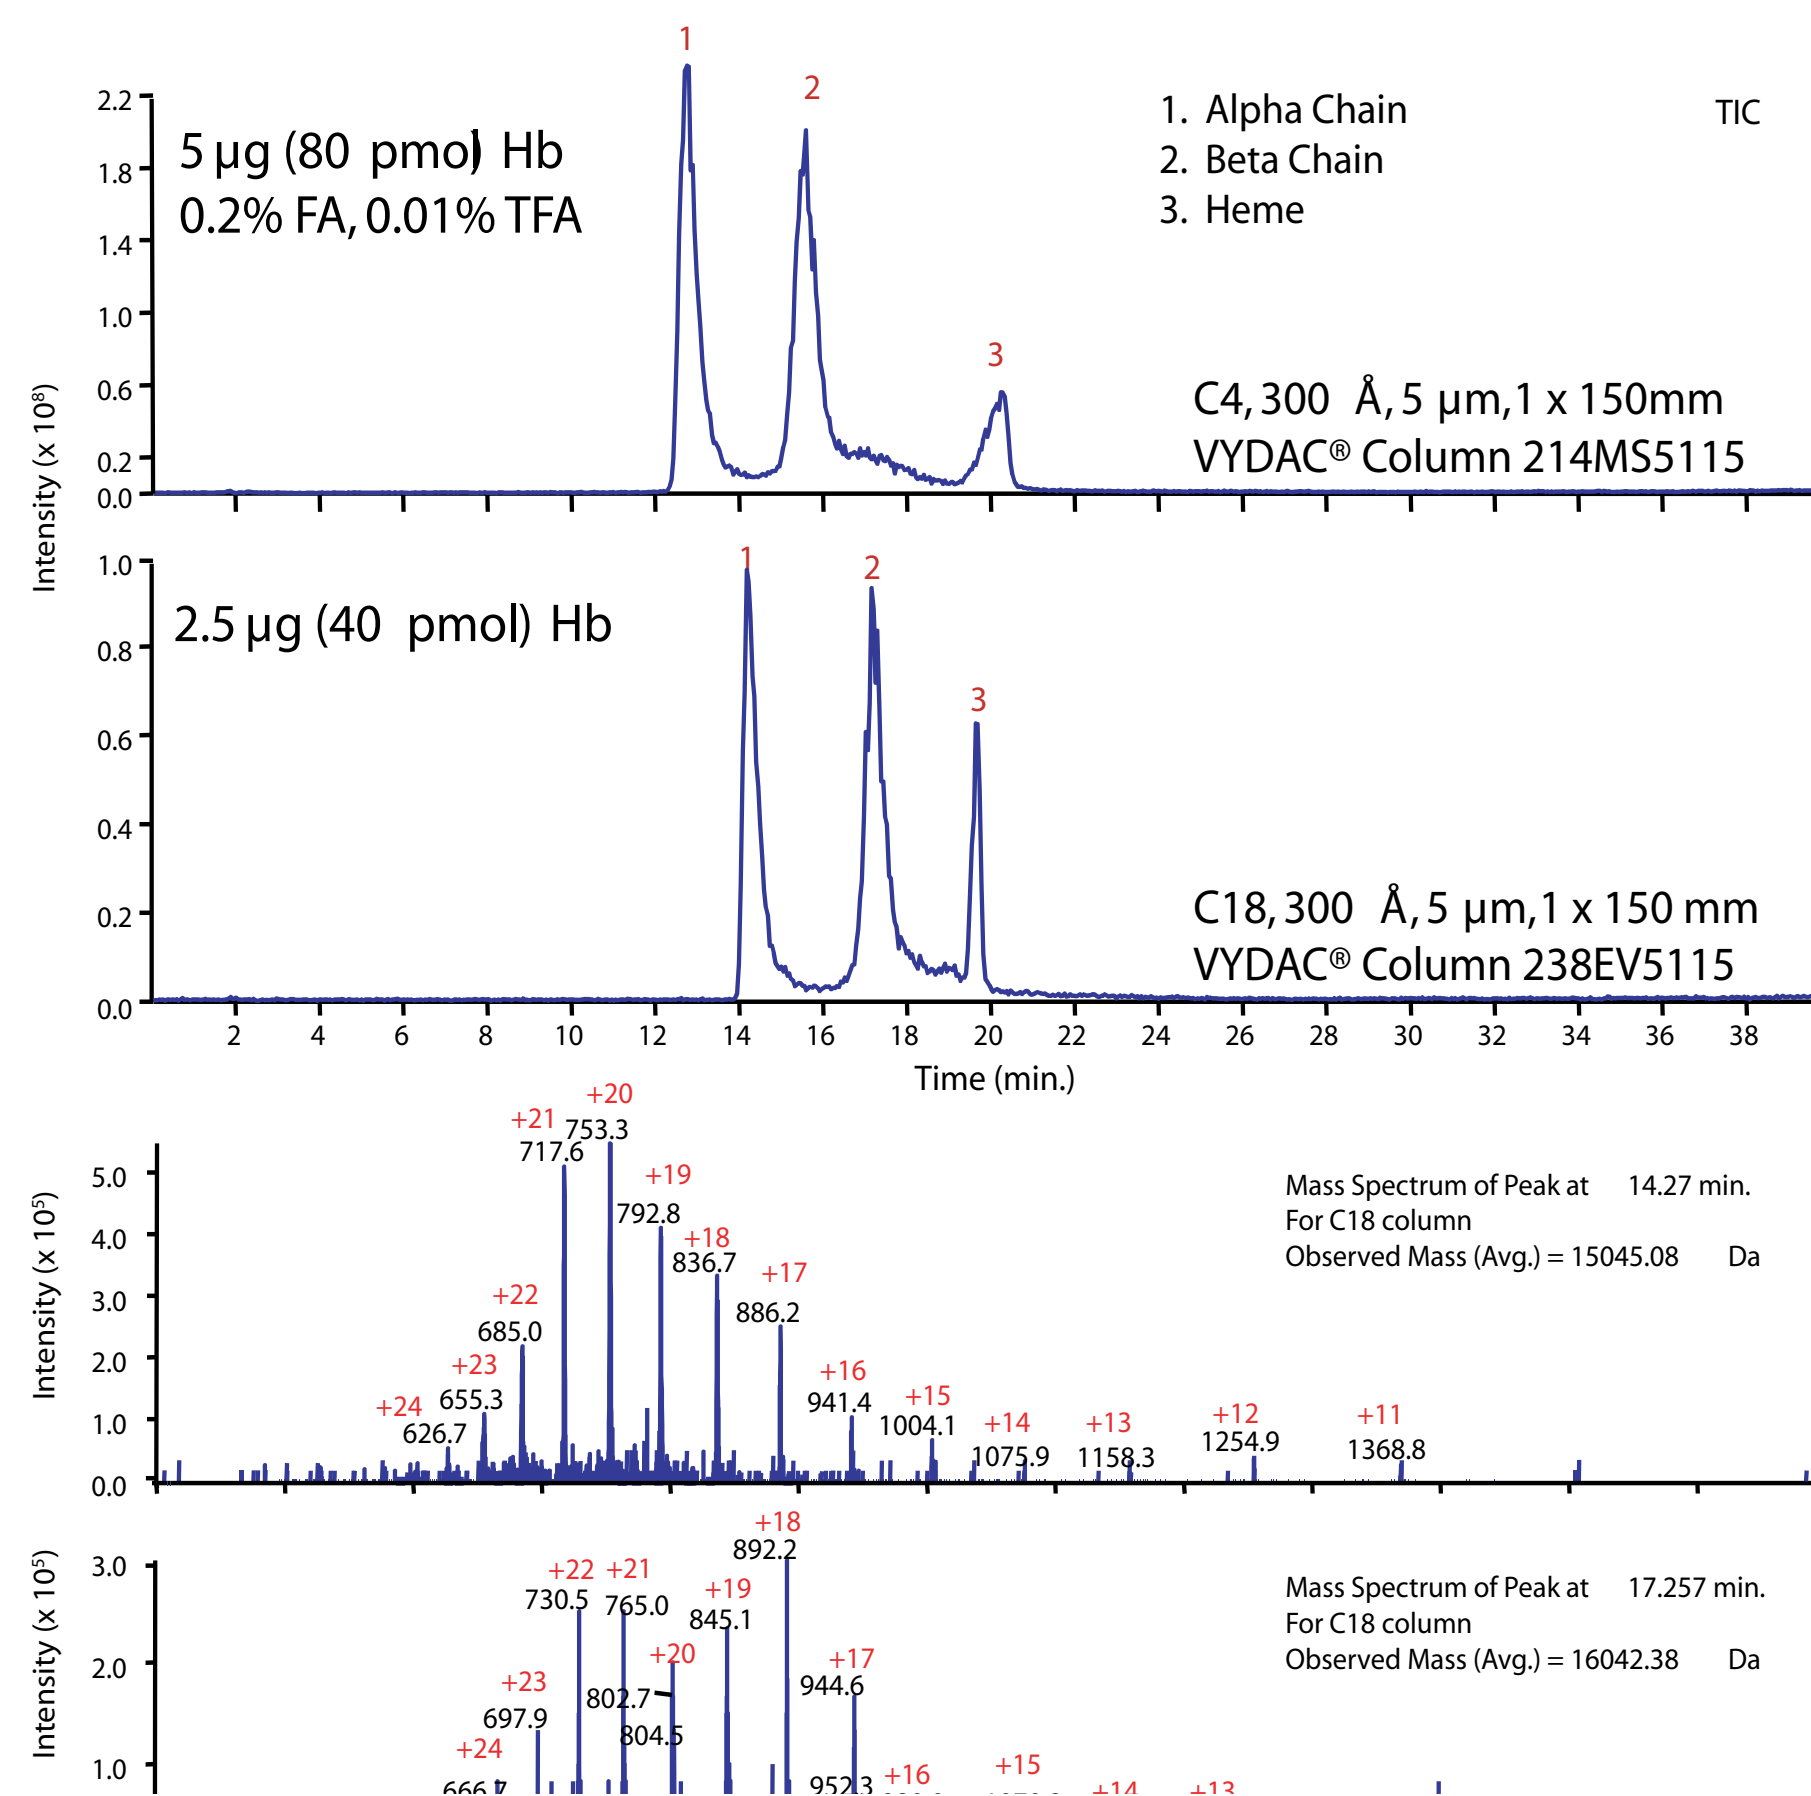 1
2
2.2
1. Alpha Chain
TIC
5 µg (80 pmol) Hb
2. Beta Chain
1.8
0.2% FA, 0.01% TFA
3. Heme
1.4
1.0
3
0.6
C4, 300 Å, 5 µm, 1 x 150mm
0.2
VYDAC® Column 214MS5115
0.0
Intensity (x 10⁸)
1.0
1
2
2.5 µg (40 pmol) Hb
0.8
3
0.6
0.4
0.2
C18, 300 Å, 5 µm, 1 x 150 mm
VYDAC® Column 238EV5115
0.0
2 4 6 8 10 12 14 16 18 20 22 24 26 28 30 32 34 36 38
Time (min.)
+20
+21
753.3
717.6
5.0
+19
Mass Spectrum of Peak at 14.27 min.
792.8
For C18 column
4.0
+18
836.7
Observed Mass (Avg.) = 15045.08 Da
+17
3.0
+22
886.2
685.0
2.0
+23
+16
655.3
941.4
+24
+15
1.0
626.7
1004.1
+14 +13 +12 +11
1075.9 1158.3 1254.9 1368.8
0.0
Intensity (x 10⁵)
+18
892.2
3.0
+22 +21
730.5 765.0
+19
845.1
Mass Spectrum of Peak at 17.257 min.
For C18 column
2.0
+20
+17
Observed Mass (Avg.) = 16042.38 Da
+23
802.7
944.6
697.9
804.5
+24
1.0
+16
+15
666.7
952.3
+14 +13
Intensity (x 10⁵)